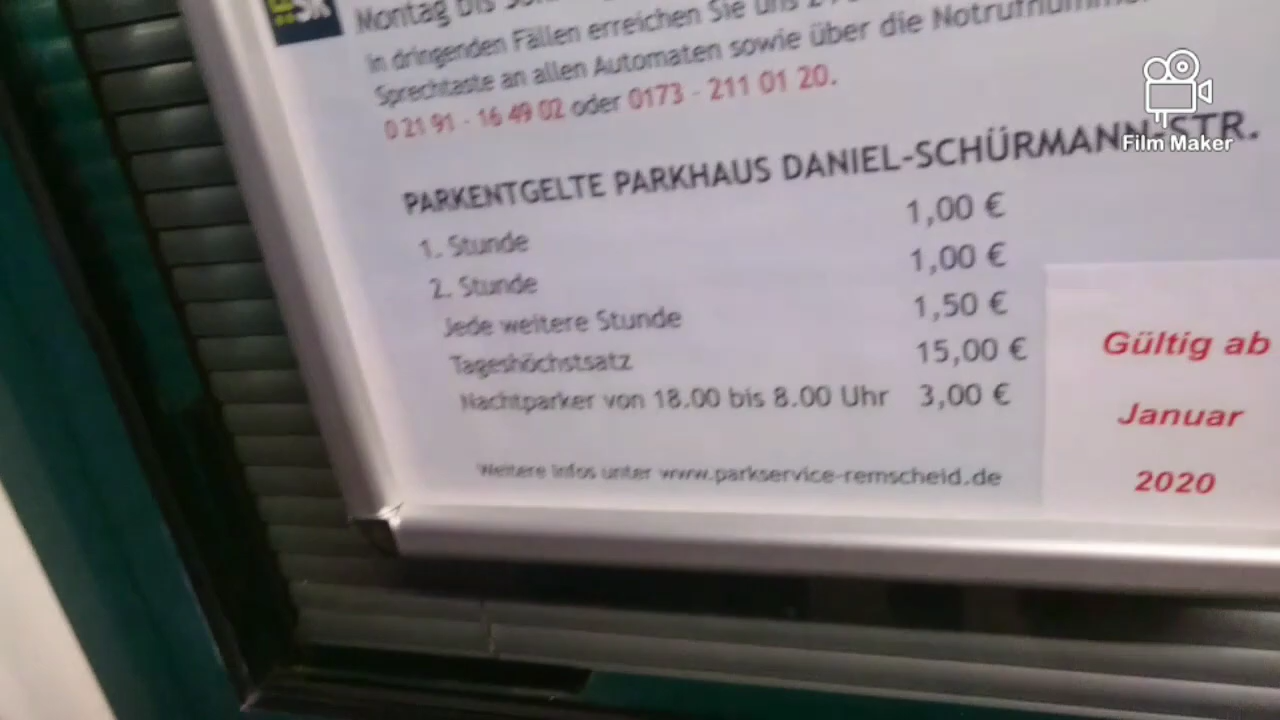 Montag bis
in dringenden Fällen erreichen Sie uns
Sprechtaste an allen Automaten sowie über die Notrufnummer
0 21 91 - 16 49 02 oder 0173 - 211 01 20.
Film Maker
PARKENTGELTE PARKHAUS DANIEL-SCHÜRMANN-STR.
1. Stunde 1,00 €
2. Stunde 1,00 €
Jede weitere Stunde 1,50 €
Tageshöchstsatz 15,00 €
Nachtparker von 18.00 bis 8.00 Uhr 3,00 €
Weitere Infos unter www.parkservice-remscheid.de
Gültig ab
Januar
2020